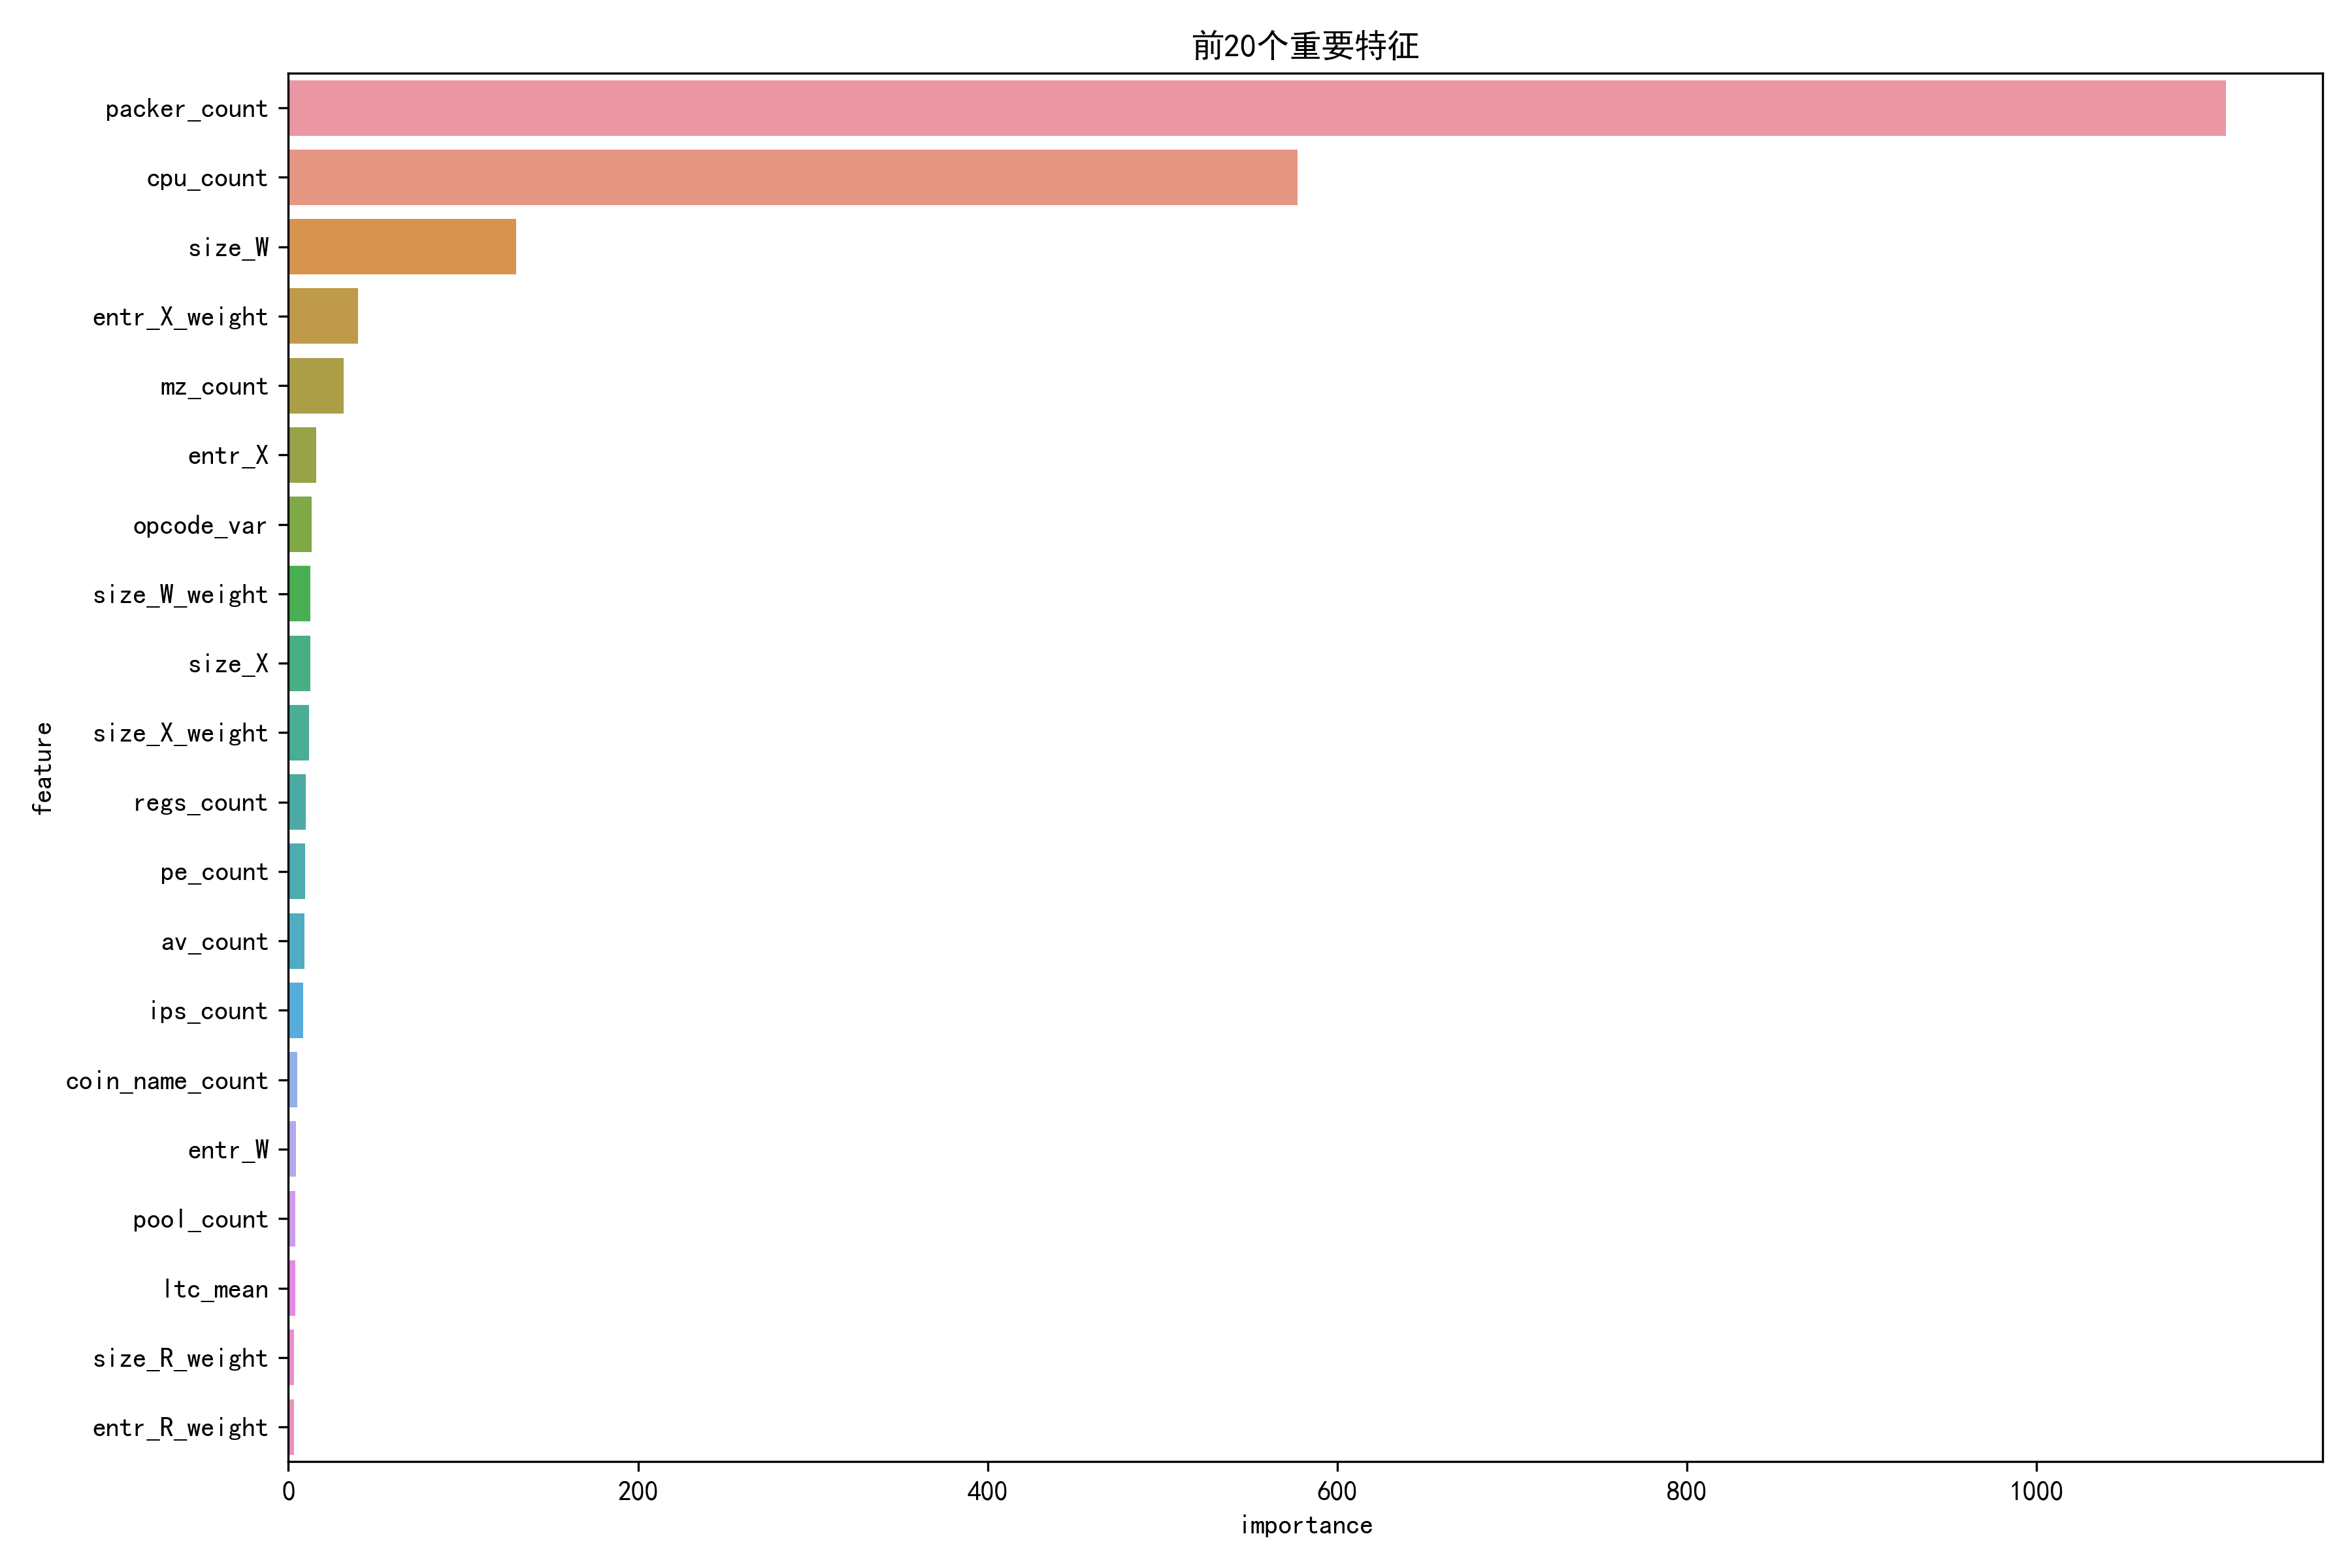 前20个重要特征
packer_count
cpu_count
size_W
entr_X_weight
mz_count
entr_X
opcode_var
size_W_weight
size_X
size_X_weight
regs_count
pe_count
av_count
ips_count
coin_name_count
entr_W
pool_count
ltc_mean
size_R_weight
entr_R_weight
feature
0 200 400 600 800 1000
importance